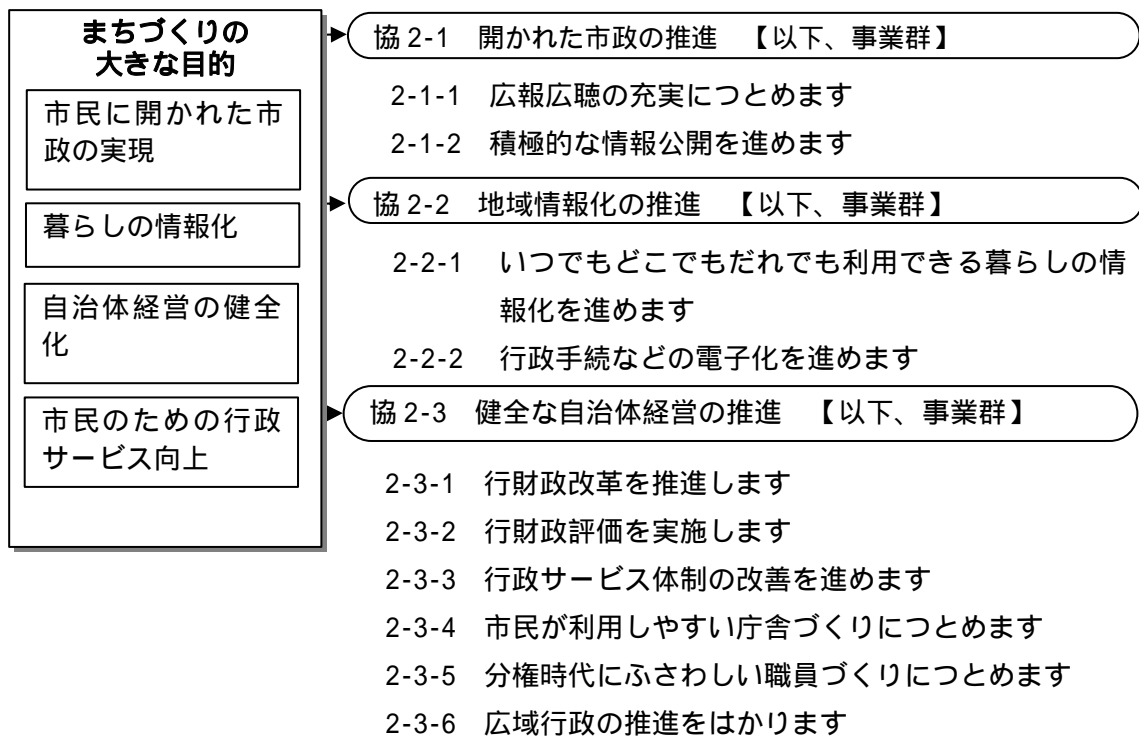 まちづくりの
大きな目的
市民に開かれた市
政の実現
暮らしの情報化
自治体経営の健全
化
市民のための行政
サービス向上
協 2-1 開かれた市政の推進 【以下、事業群】
2-1-1 広報広聴の充実につとめます
2-1-2 積極的な情報公開を進めます
協 2-2 地域情報化の推進 【以下、事業群】
2-2-1 いつでもどこでもだれでも利用できる暮らしの情
報化を進めます
2-2-2 行政手続などの電子化を進めます
協 2-3 健全な自治体経営の推進 【以下、事業群】
2-3-1 行財政改革を推進します
2-3-2 行財政評価を実施します
2-3-3 行政サービス体制の改善を進めます
2-3-4 市民が利用しやすい庁舎づくりにつとめます
2-3-5 分権時代にふさわしい職員づくりにつとめます
2-3-6 広域行政の推進をはかります